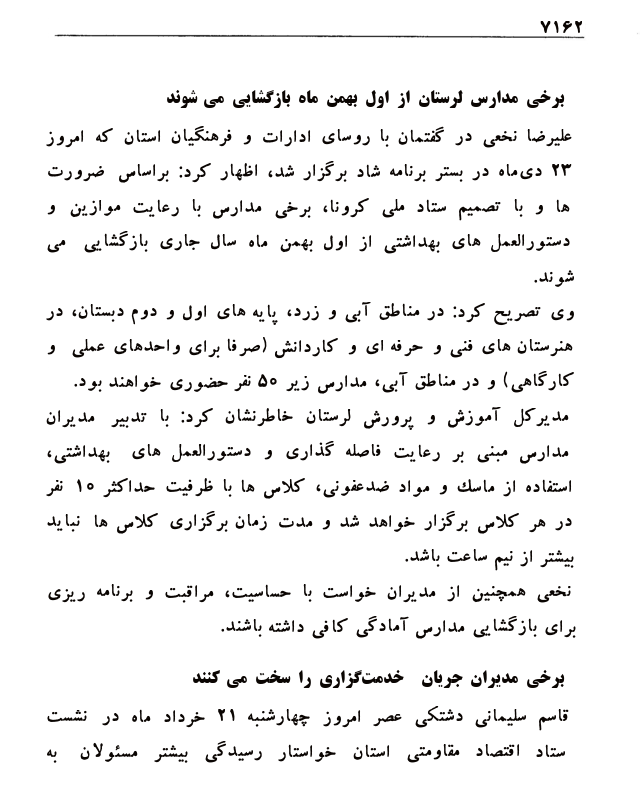 ۷۱۶۲
برخی مدارس لرستان از اول بهمن ماه بازگشایی می شوند
علیرضا نخعی در گفتمان با روسای ادارات و فرهنگیان استان که امروز
۲۳ دی‌ماه در بستر برنامه شاد برگزار شد، اظهار کرد: براساس ضرورت
ها و با تصمیم ستاد ملی کرونا، برخی مدارس با رعایت موازین و
دستورالعمل های بهداشتی از اول بهمن ماه سال جاری بازگشایی می
شوند.
وی تصریح کرد: در مناطق آبی و زرد، پایه های اول و دوم دبستان، در
هنرستان های فنی و حرفه ای و کاردانش (صرفا برای واحدهای عملی و
کارگاهی) و در مناطق آبی، مدارس زیر ۵۰ نفر حضوری خواهند بود.
مدیرکل آموزش و پرورش لرستان خاطرنشان کرد: با تدبیر مدیران
مدارس مبنی بر رعایت فاصله گذاری و دستورالعمل های بهداشتی،
استفاده از ماسك و مواد ضدعفونی، کلاس ها با ظرفیت حداکثر ۱۰ نفر
در هر کلاس برگزار خواهد شد و مدت زمان برگزاری کلاس ها نباید
بیشتر از نیم ساعت باشد.
نخعی همچنین از مدیران خواست با حساسیت، مراقبت و برنامه ریزی
برای بازگشایی مدارس آمادگی کافی داشته باشند.
برخی مدیران جریان خدمت‌گزاری را سخت می کنند
قاسم سلیمانی دشتکی عصر امروز چهارشنبه ۲۱ خرداد ماه در نشست
ستاد اقتصاد مقاومتی استان خواستار رسیدگی بیشتر مسئولان به